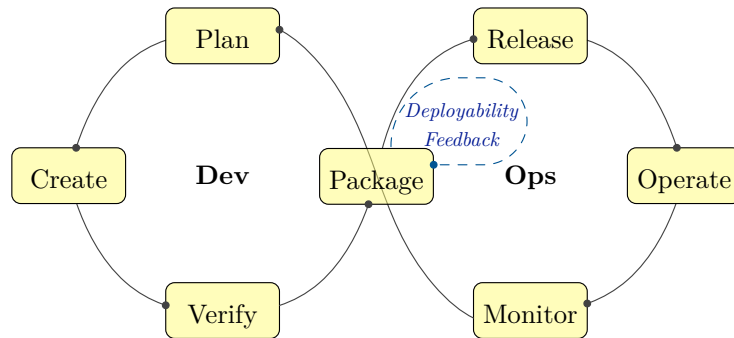 Plan
Release
Deployability
Feedback
Create
Dev
Package
Ops
Operate
Verify
Monitor